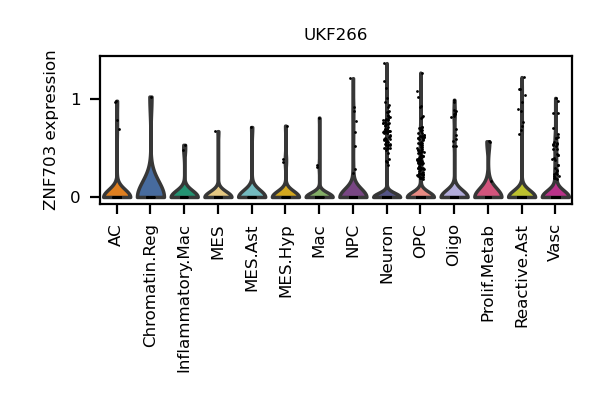 UKF266
ZNF703 expression
1
0
AC
Chromatin.Reg
Inflammatory.Mac
MES
MES.Ast
MES.Hyp
Mac
NPC
Neuron
OPC
Oligo
Prolif.Metab
Reactive.Ast
Vasc